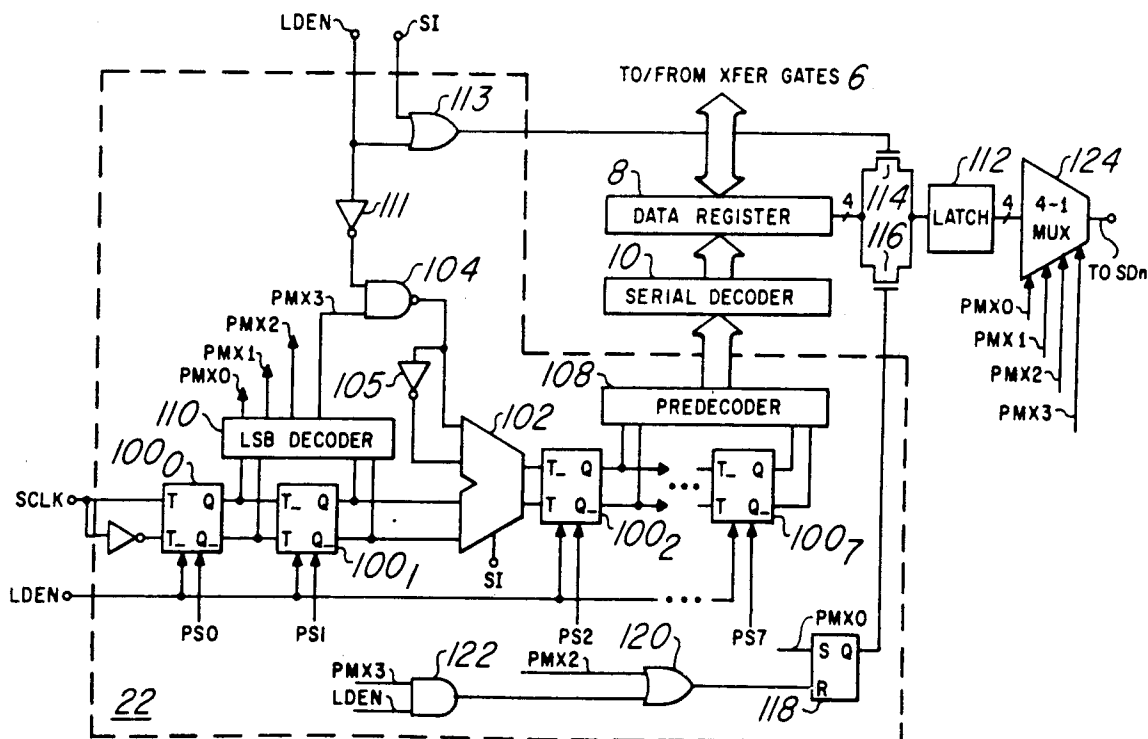 LDEN
SI
TO/FROM XFER GATES 6
113
8
DATA REGISTER
4
114
116
112
LATCH
4
124
4-1
MUX
TO SDn
111
104
PMX3
PMX2
PMX1
PMX0
10
SERIAL DECODER
105
102
108
PREDECODER
PMX0
PMX1
PMX2
PMX3
110
LSB DECODER
1000
SCLK
T Q
T_ Q_
T_ Q
T Q_
1001
T_ Q
T Q_
1002
T_ Q
T Q_
1007
SI
LDEN
PS0
PS1
PS2
PS7
PMX3
LDEN
122
PMX2
120
PMX0
S Q
R
118
22